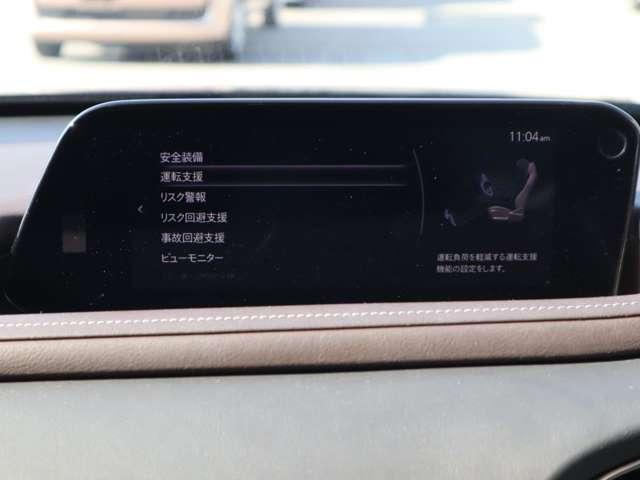 11:04am
安全装備
運転支援
リスク警報
リスク回避支援
事故回避支援
ビューモニター
運転負荷を軽減する運転支援
機能の設定をします。